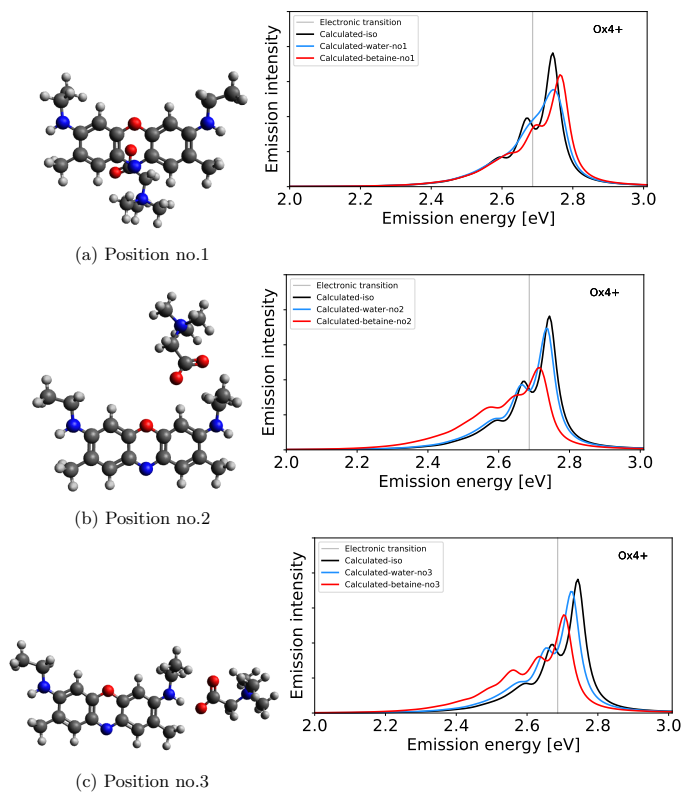 Emission intensity
Electronic transition
Calculated-iso
Calculated-water-no1
Calculated-betaine-no1
Ox4+
2.0 2.2 2.4 2.6 2.8 3.0
Emission energy [eV]
(a) Position no.1
Emission intensity
Electronic transition
Calculated-iso
Calculated-water-no2
Calculated-betaine-no2
Ox4+
2.0 2.2 2.4 2.6 2.8 3.0
Emission energy [eV]
(b) Position no.2
Emission intensity
Electronic transition
Calculated-iso
Calculated-water-no3
Calculated-betaine-no3
Ox4+
2.0 2.2 2.4 2.6 2.8 3.0
Emission energy [eV]
(c) Position no.3